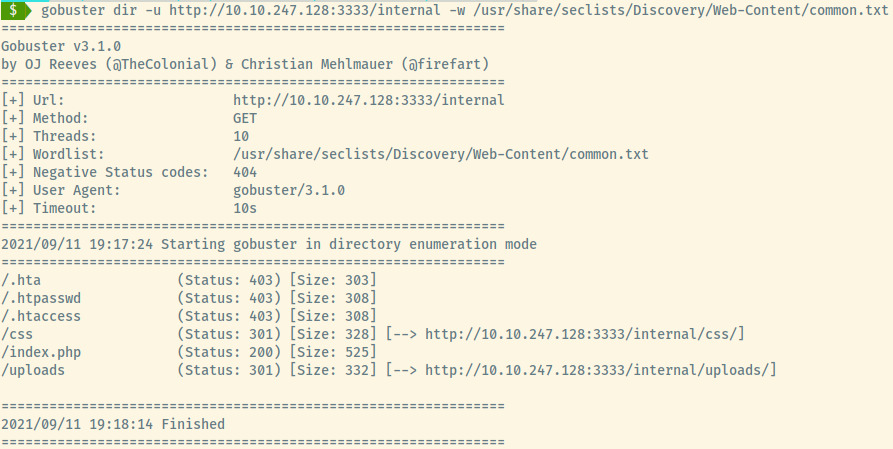 $ gobuster dir -u http://10.10.247.128:3333/internal -w /usr/share/seclists/Discovery/Web-Content/common.txt
===============================================================
Gobuster v3.1.0
by OJ Reeves (@TheColonial) & Christian Mehlmauer (@firefart)
===============================================================
[+] Url:                     http://10.10.247.128:3333/internal
[+] Method:                  GET
[+] Threads:                 10
[+] Wordlist:                /usr/share/seclists/Discovery/Web-Content/common.txt
[+] Negative Status codes:   404
[+] User Agent:              gobuster/3.1.0
[+] Timeout:                 10s
===============================================================
2021/09/11 19:17:24 Starting gobuster in directory enumeration mode
===============================================================
/.hta                 (Status: 403) [Size: 303]
/.htpasswd            (Status: 403) [Size: 308]
/.htaccess            (Status: 403) [Size: 308]
/css                  (Status: 301) [Size: 328] [--> http://10.10.247.128:3333/internal/css/]
/index.php            (Status: 200) [Size: 525]
/uploads              (Status: 301) [Size: 332] [--> http://10.10.247.128:3333/internal/uploads/]
===============================================================
2021/09/11 19:18:14 Finished
===============================================================